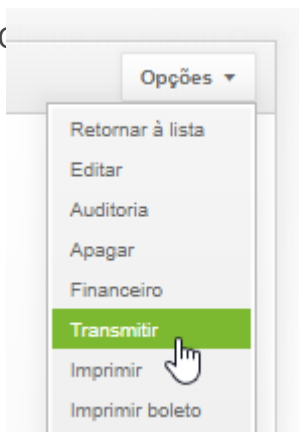 Opções ▾
Retornar à lista
Editar
Auditoria
Apagar
Financeiro
Transmitir
Imprimir
Imprimir boleto